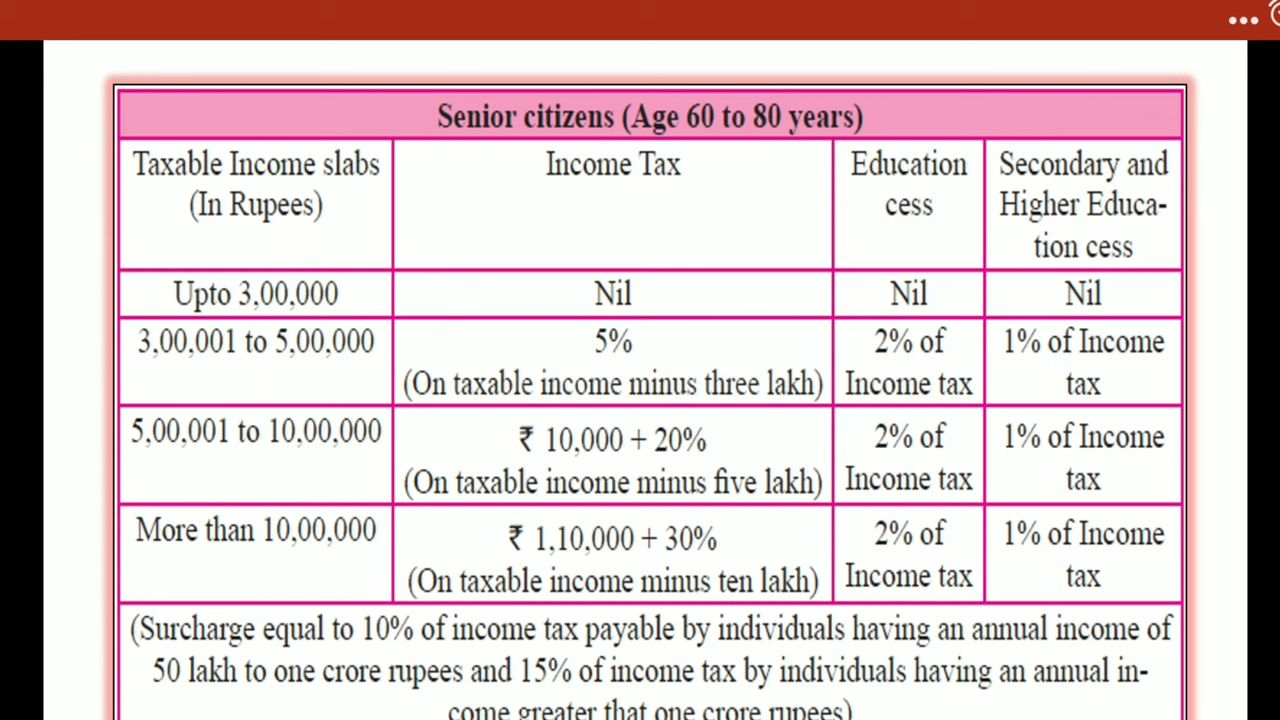 Senior citizens (Age 60 to 80 years)
Taxable Income slabs
(In Rupees)
Income Tax
Education
cess
Secondary and
Higher Educa-
tion cess
Upto 3,00,000
Nil
Nil
Nil
3,00,001 to 5,00,000
5%
(On taxable income minus three lakh)
2% of
Income tax
1% of Income
tax
5,00,001 to 10,00,000
₹ 10,000 + 20%
(On taxable income minus five lakh)
2% of
Income tax
1% of Income
tax
More than 10,00,000
₹ 1,10,000 + 30%
(On taxable income minus ten lakh)
2% of
Income tax
1% of Income
tax
(Surcharge equal to 10% of income tax payable by individuals having an annual income of
50 lakh to one crore rupees and 15% of income tax by individuals having an annual in-
come greater that one crore rupees)